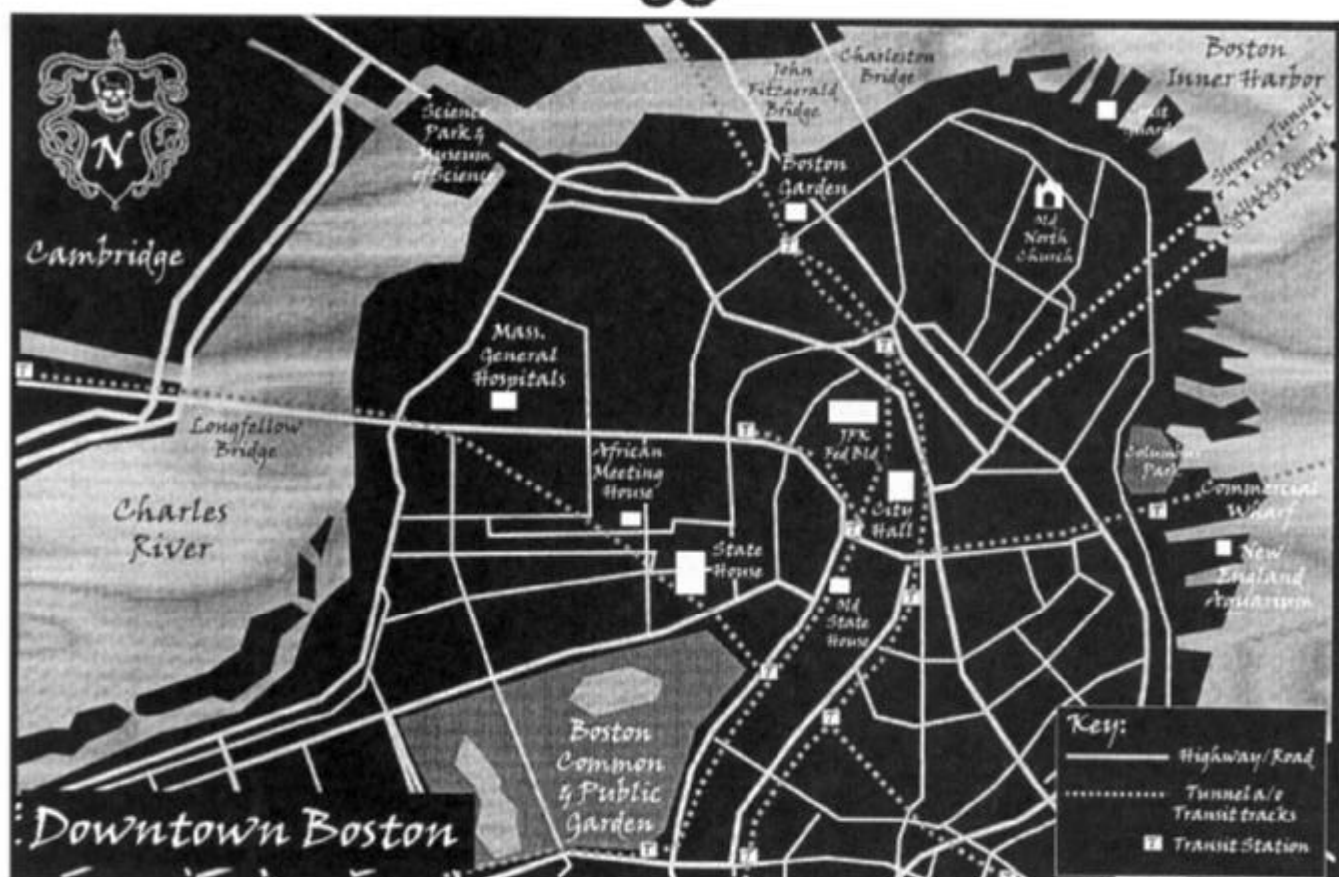 N
Cambridge
Science
Park &
Museum
of Science
John
Fitzgerald
Bridge
Charleston
Bridge
Boston
Inner Harbor
Guard
Sumner Tunnel
Callahan Tunnel
Boston
Garden
Old
North
Church
T
T
T
Mass.
General
Hospitals
Longfellow
Bridge
T
JFK
Fed Bld
African
Meeting
House
Columbus
Park
Commercial
Wharf
T
Charles
River
City
Hall
T
State
House
New
England
Aquarium
Old
State
House
T
T
T
Boston
Common
& Public
Garden
T
T
Key:
Highway/Road
Tunnel a/o
Transit tracks
T Transit Station
Downtown Boston